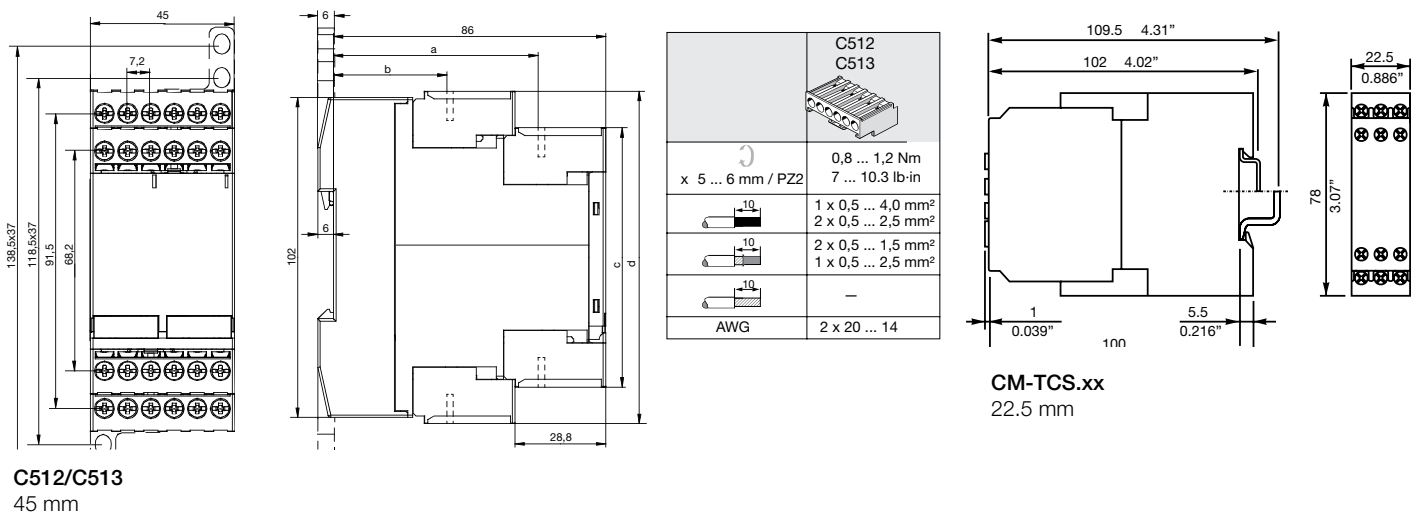 45
7,2
138,5x37
118,5x37
91,5
68,2
C512/C513
45 mm
6
86
a
b
6
102
c
d
28,8
C512
C513
x 5 ... 6 mm / PZ2
0,8 ... 1,2 Nm
7 ... 10.3 lb·in
10
1 x 0,5 ... 4,0 mm²
2 x 0,5 ... 2,5 mm²
10
2 x 0,5 ... 1,5 mm²
1 x 0,5 ... 2,5 mm²
10
–
AWG
2 x 20 ... 14
109.5 4.31”
102 4.02”
1
0.039”
100
5.5
0.216”
22.5
0.886”
78
3.07”
CM-TCS.xx
22.5 mm